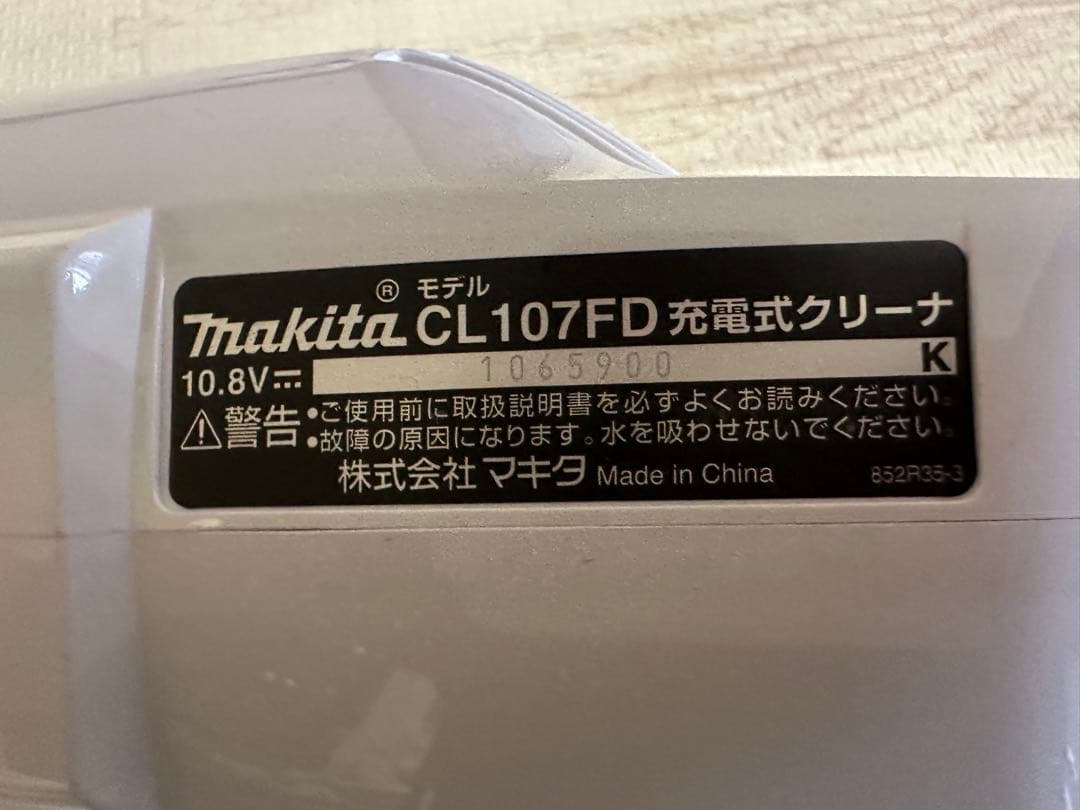 makita® モデル CL107FD 充電式クリーナ
10.8V⎓ 1065900 K
⚠警告 •ご使用前に取扱説明書を必ずよくお読みください。
•故障の原因になります。水を吸わせないでください。
株式会社 マキタ Made in China 852R35-3